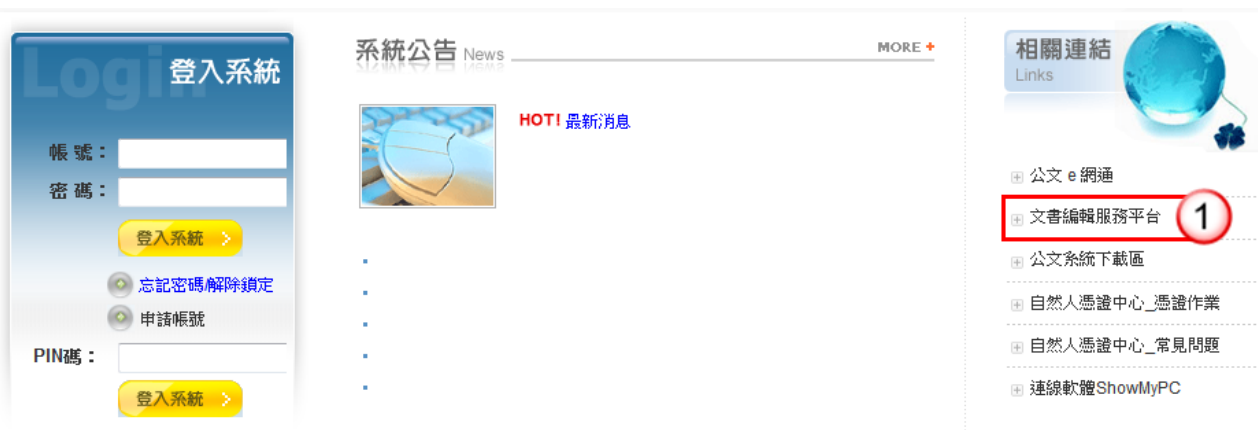 Login 登入系統
帳號：
密碼：
登入系統
忘記密碼/解除鎖定
申請帳號
PIN碼：
登入系統
系統公告 News
MORE +
HOT! 最新消息
相關連結
Links
公文 e 網通
文書編輯服務平台 1
公文系統下載區
自然人憑證中心_憑證作業
自然人憑證中心_常見問題
連線軟體ShowMyPC